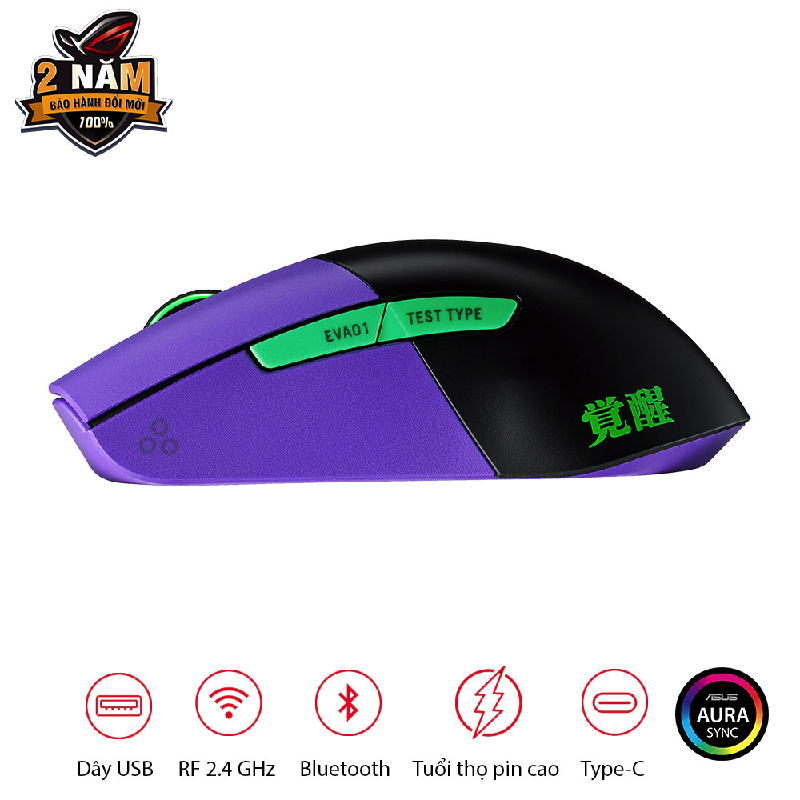 2 NĂM
BẢO HÀNH ĐỔI MỚI
100%
EVA01
TEST TYPE
覚醒
Dây USB
RF 2.4 GHz
Bluetooth
Tuổi thọ pin cao
Type-C
ASUS
AURA
SYNC